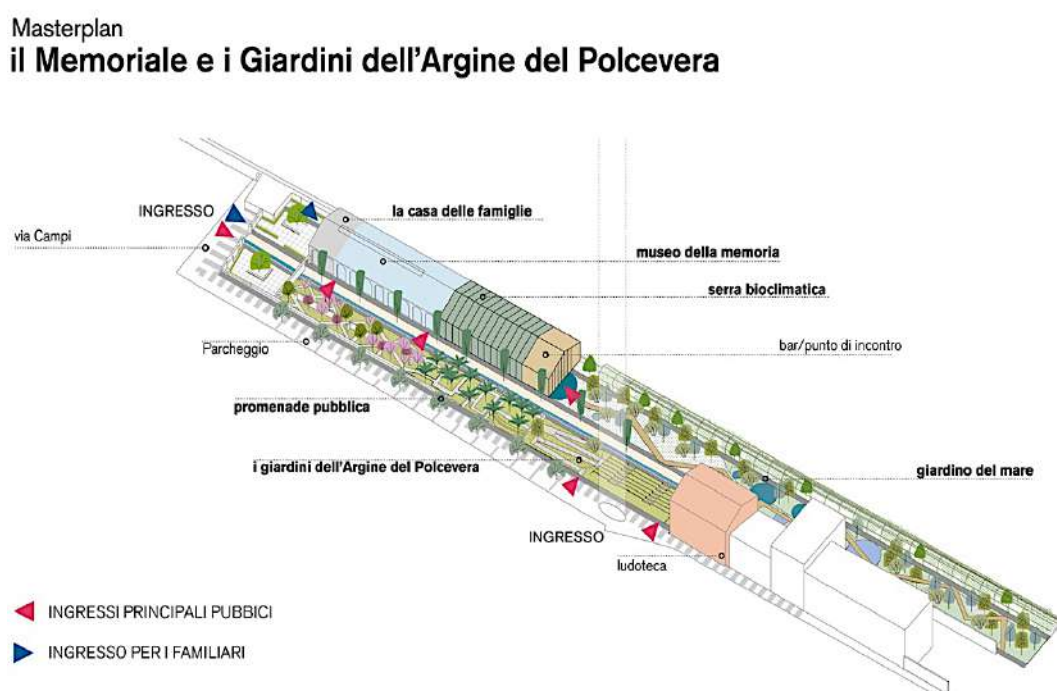 Masterplan
il Memoriale e i Giardini dell'Argine del Polcevera
INGRESSO
la casa delle famiglie
via Campi
museo della memoria
serra bioclimatica
Parcheggio
bar/punto di incontro
promenade pubblica
i giardini dell'Argine del Polcevera
giardino del mare
INGRESSO
ludoteca
INGRESSI PRINCIPALI PUBBICI
INGRESSO PER I FAMILIARI